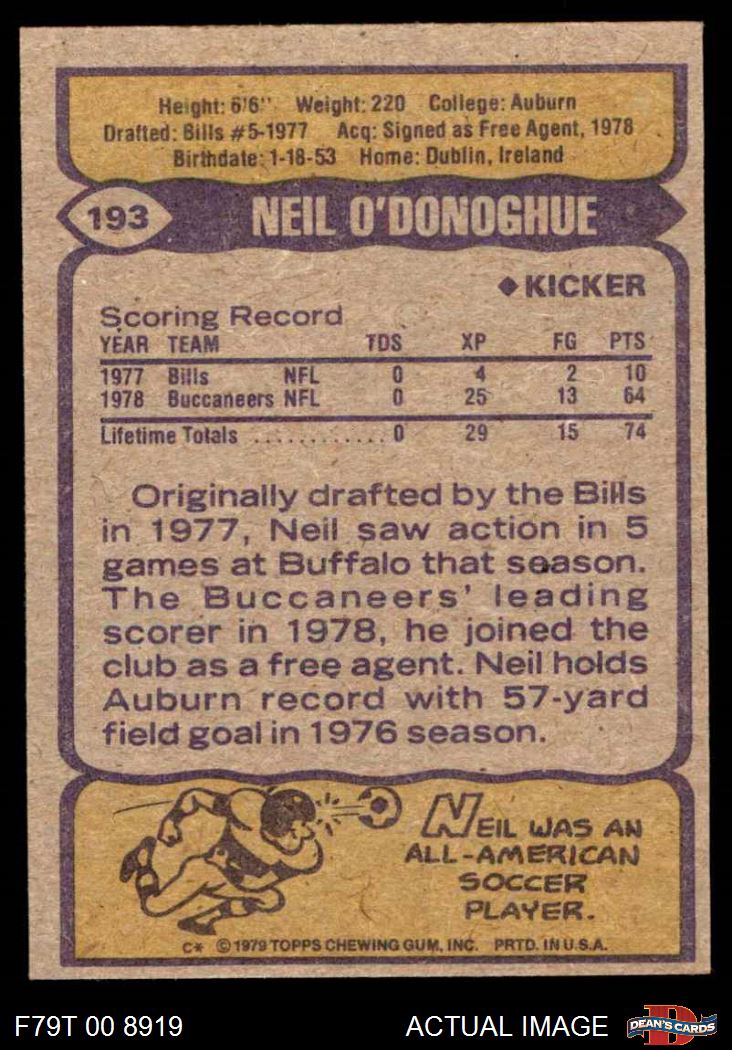 Height: 6'6" Weight: 220 College: Auburn
Drafted: Bills #5-1977 Acq: Signed as Free Agent, 1978
Birthdate: 1-18-53 Home: Dublin, Ireland
193 NEIL O'DONOGHUE
◆ KICKER
Scoring Record
YEAR TEAM TDS XP FG PTS
1977 Bills NFL 0 4 2 10
1978 Buccaneers NFL 0 25 13 64
Lifetime Totals ............ 0 29 15 74
Originally drafted by the Bills
in 1977, Neil saw action in 5
games at Buffalo that season.
The Buccaneers' leading
scorer in 1978, he joined the
club as a free agent. Neil holds
Auburn record with 57-yard
field goal in 1976 season.
NEIL WAS AN
ALL-AMERICAN
SOCCER
PLAYER.
C* © 1979 TOPPS CHEWING GUM, INC. PRTD. IN U.S.A.
F79T 00 8919 ACTUAL IMAGE D DEAN'S CARDS